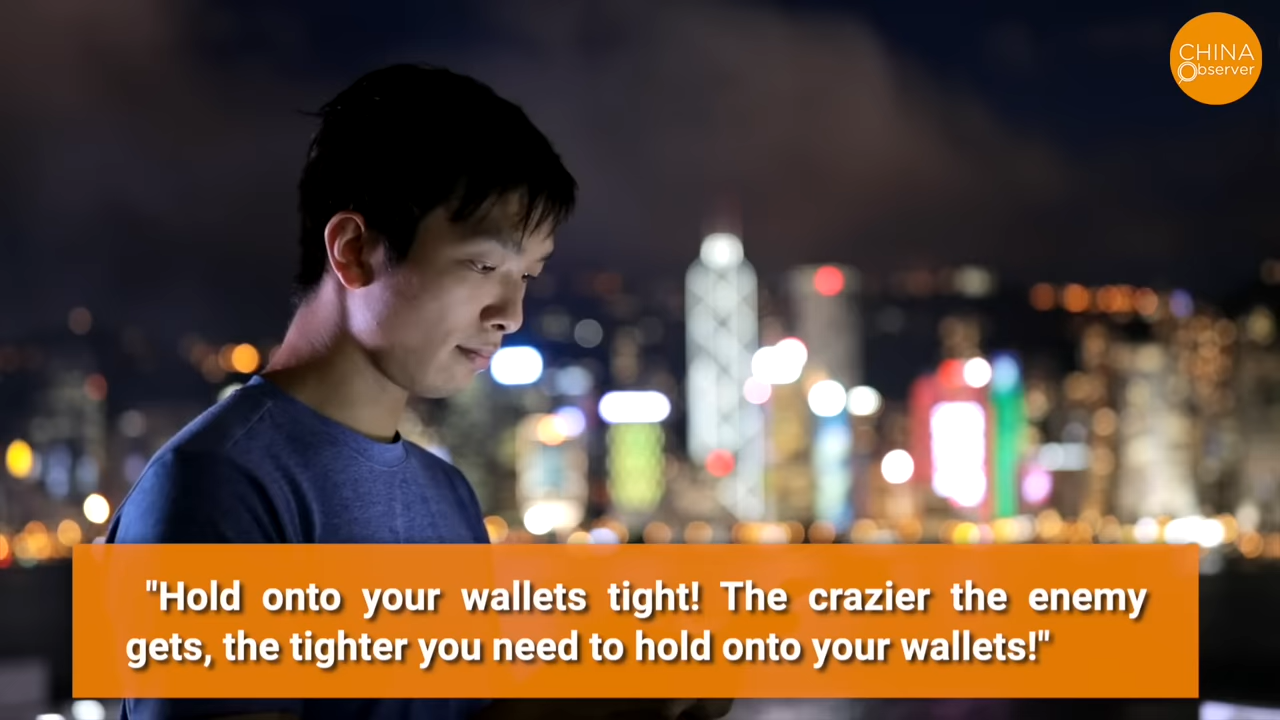 CHINA
Observer
"Hold onto your wallets tight! The crazier the enemy
gets, the tighter you need to hold onto your wallets!"